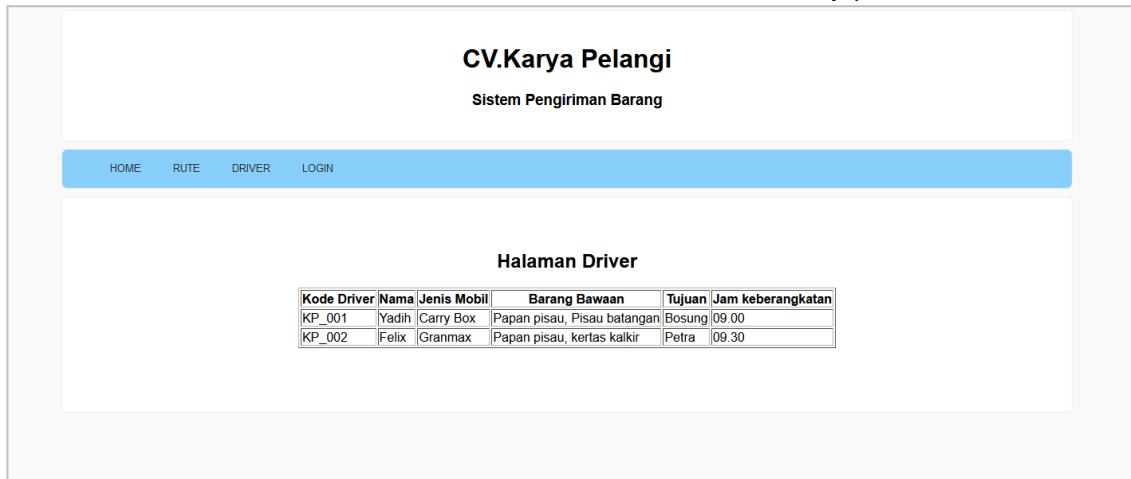 CV.Karya Pelangi
Sistem Pengiriman Barang
HOME RUTE DRIVER LOGIN
Halaman Driver
Kode Driver Nama Jenis Mobil Barang Bawaan Tujuan Jam keberangkatan
KP_001 Yadih Carry Box Papan pisau, Pisau batangan Bosung 09.00
KP_002 Felix Granmax Papan pisau, kertas kalkir Petra 09.30